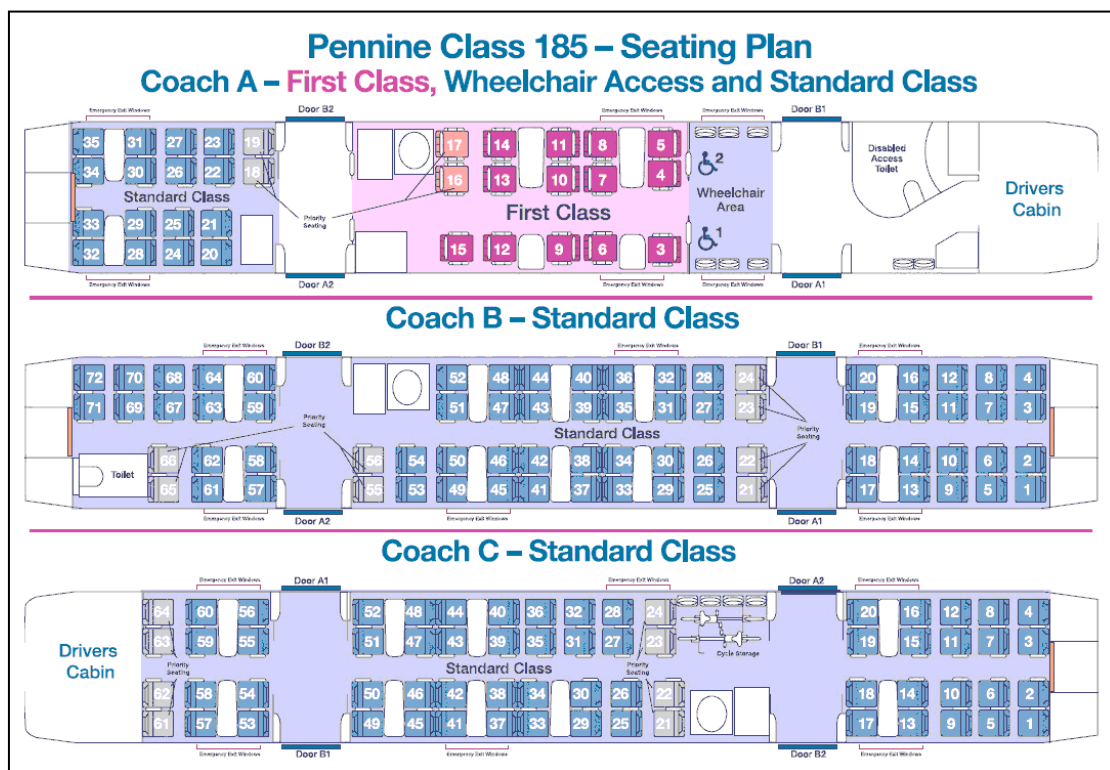 Pennine Class 185 – Seating Plan
Coach A – First Class, Wheelchair Access and Standard Class
Emergency Exit Windows Door B2 Emergency Exit Windows Emergency Exit Windows Door B1
35 31 27 23 19 17 14 11 8 5
34 30 26 22 18 16 13 10 7 4
2
Disabled
Access
Toilet
Standard Class
Priority
Seating
First Class
Wheelchair
Area
Drivers
Cabin
33 29 25 21
1
32 28 24 20 15 12 9 6 3
Emergency Exit Windows Door A2 Emergency Exit Windows Emergency Exit Windows Door A1
Coach B – Standard Class
Emergency Exit Windows Door B2 Emergency Exit Windows Door B1 Emergency Exit Windows
72 70 68 64 60 52 48 44 40 36 32 28 24 20 16 12 8 4
71 69 67 63 59 51 47 43 39 35 31 27 23 19 15 11 7 3
Priority
Seating
Standard Class
Priority
Seating
66 62 58 56 54 50 46 42 38 34 30 26 22 18 14 10 6 2
Toilet
65 61 57 55 53 49 45 41 37 33 29 25 21 17 13 9 5 1
Emergency Exit Windows Door A2 Emergency Exit Windows Door A1 Emergency Exit Windows
Coach C – Standard Class
Emergency Exit Windows Door A1 Emergency Exit Windows Door A2 Emergency Exit Windows
64 60 56 52 48 44 40 36 32 28 24 20 16 12 8 4
63 59 55 51 47 43 39 35 31 27 23 19 15 11 7 3
Cycle Storage
Drivers
Cabin
Priority
Seating
Standard Class
Priority
Seating
62 58 54 50 46 42 38 34 30 26 22 18 14 10 6 2
61 57 53 49 45 41 37 33 29 25 21 17 13 9 5 1
Emergency Exit Windows Door B1 Emergency Exit Windows Door B2 Emergency Exit Windows